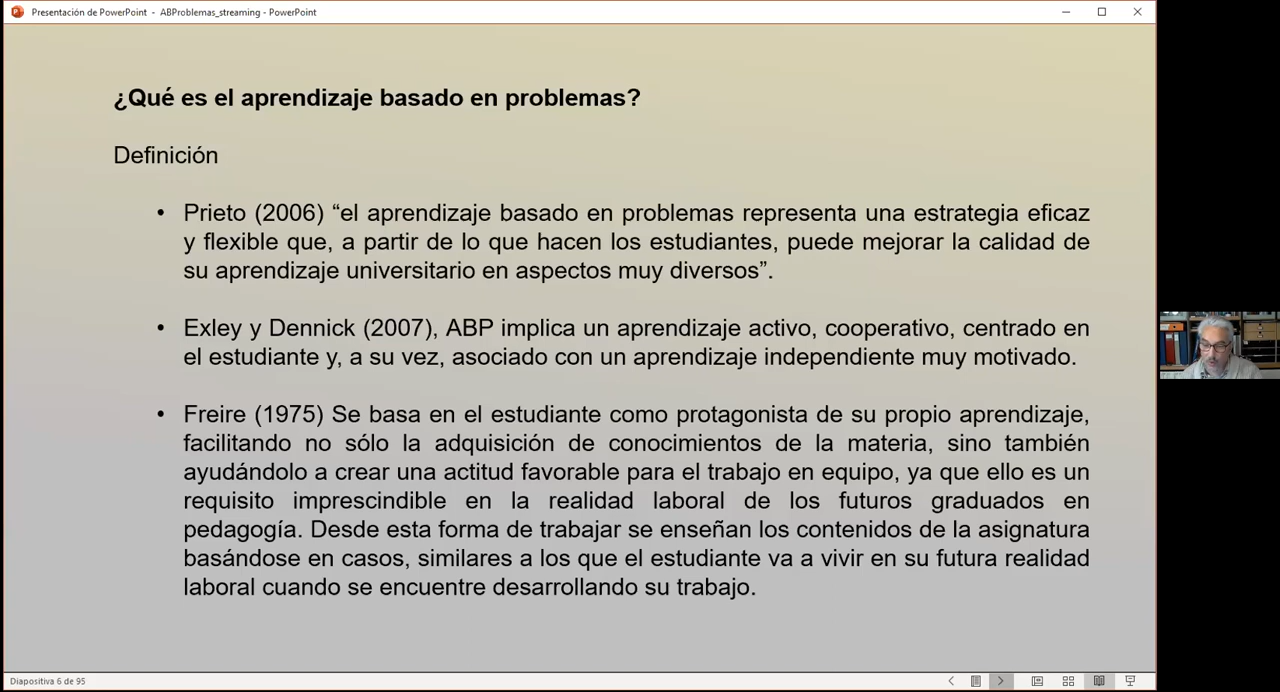 Presentación de PowerPoint - ABProblemas_streaming - PowerPoint
¿Qué es el aprendizaje basado en problemas?
Definición
• Prieto (2006) “el aprendizaje basado en problemas representa una estrategia eficaz
y flexible que, a partir de lo que hacen los estudiantes, puede mejorar la calidad de
su aprendizaje universitario en aspectos muy diversos”.
• Exley y Dennick (2007), ABP implica un aprendizaje activo, cooperativo, centrado en
el estudiante y, a su vez, asociado con un aprendizaje independiente muy motivado.
• Freire (1975) Se basa en el estudiante como protagonista de su propio aprendizaje,
facilitando no sólo la adquisición de conocimientos de la materia, sino también
ayudándolo a crear una actitud favorable para el trabajo en equipo, ya que ello es un
requisito imprescindible en la realidad laboral de los futuros graduados en
pedagogía. Desde esta forma de trabajar se enseñan los contenidos de la asignatura
basándose en casos, similares a los que el estudiante va a vivir en su futura realidad
laboral cuando se encuentre desarrollando su trabajo.
Diapositiva 6 de 95